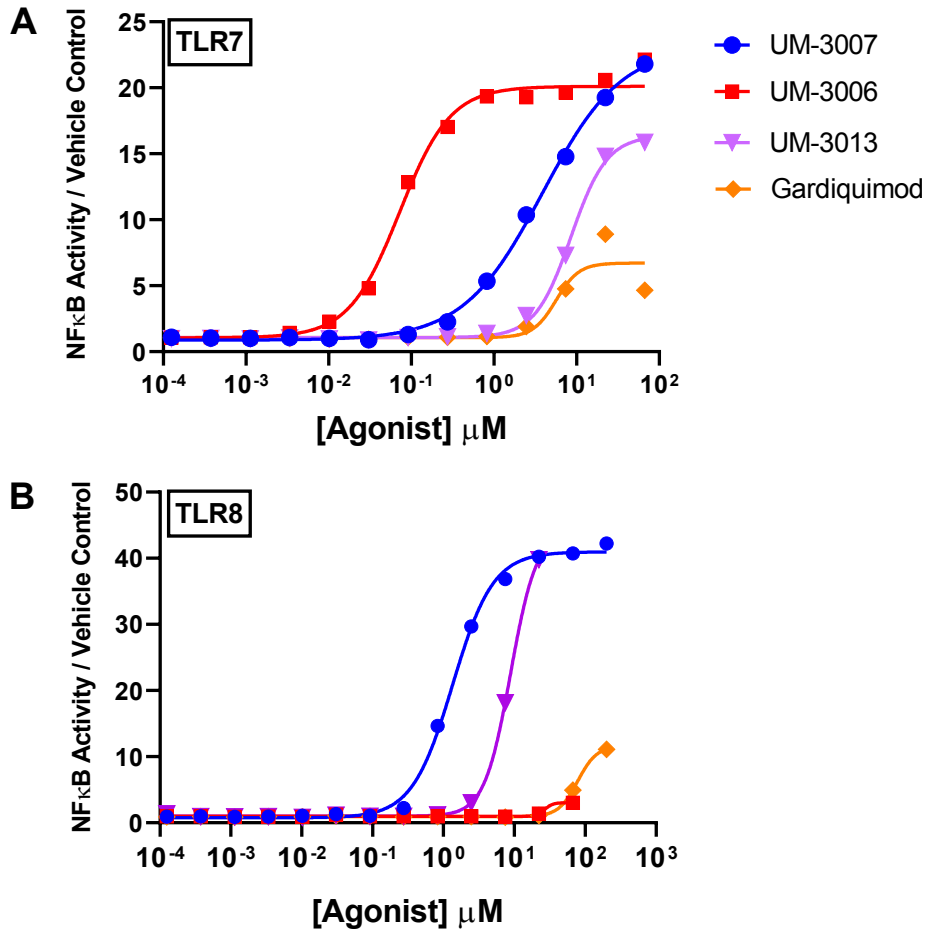 A
TLR7
NFκB Activity / Vehicle Control
25
20
15
10
5
0
10-4
10-3
10-2
10-1
100
101
102
[Agonist] μM
UM-3007
UM-3006
UM-3013
Gardiquimod
B
TLR8
NFκB Activity / Vehicle Control
50
40
30
20
10
0
10-4
10-3
10-2
10-1
100
101
102
103
[Agonist] μM